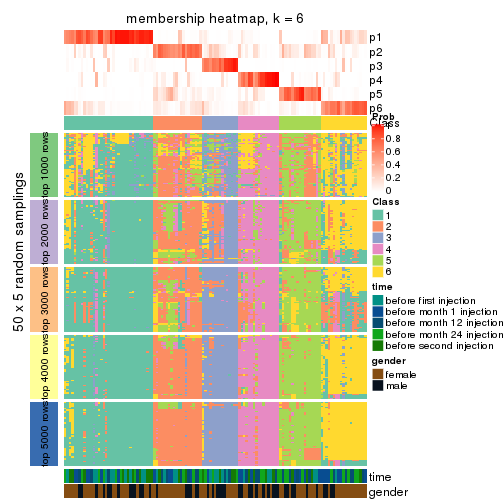 membership heatmap, k = 6
p1
p2
p3
p4
p5
p6
Class
Prob
1
0.8
0.6
0.4
0.2
0
Class
1
2
3
4
5
6
time
before first injection
before month 1 injection
before month 12 injection
before month 24 injection
before second injection
gender
female
male
50 x 5 random samplings
top 1000 rows
top 2000 rows
top 3000 rows
top 4000 rows
top 5000 rows
time
gender